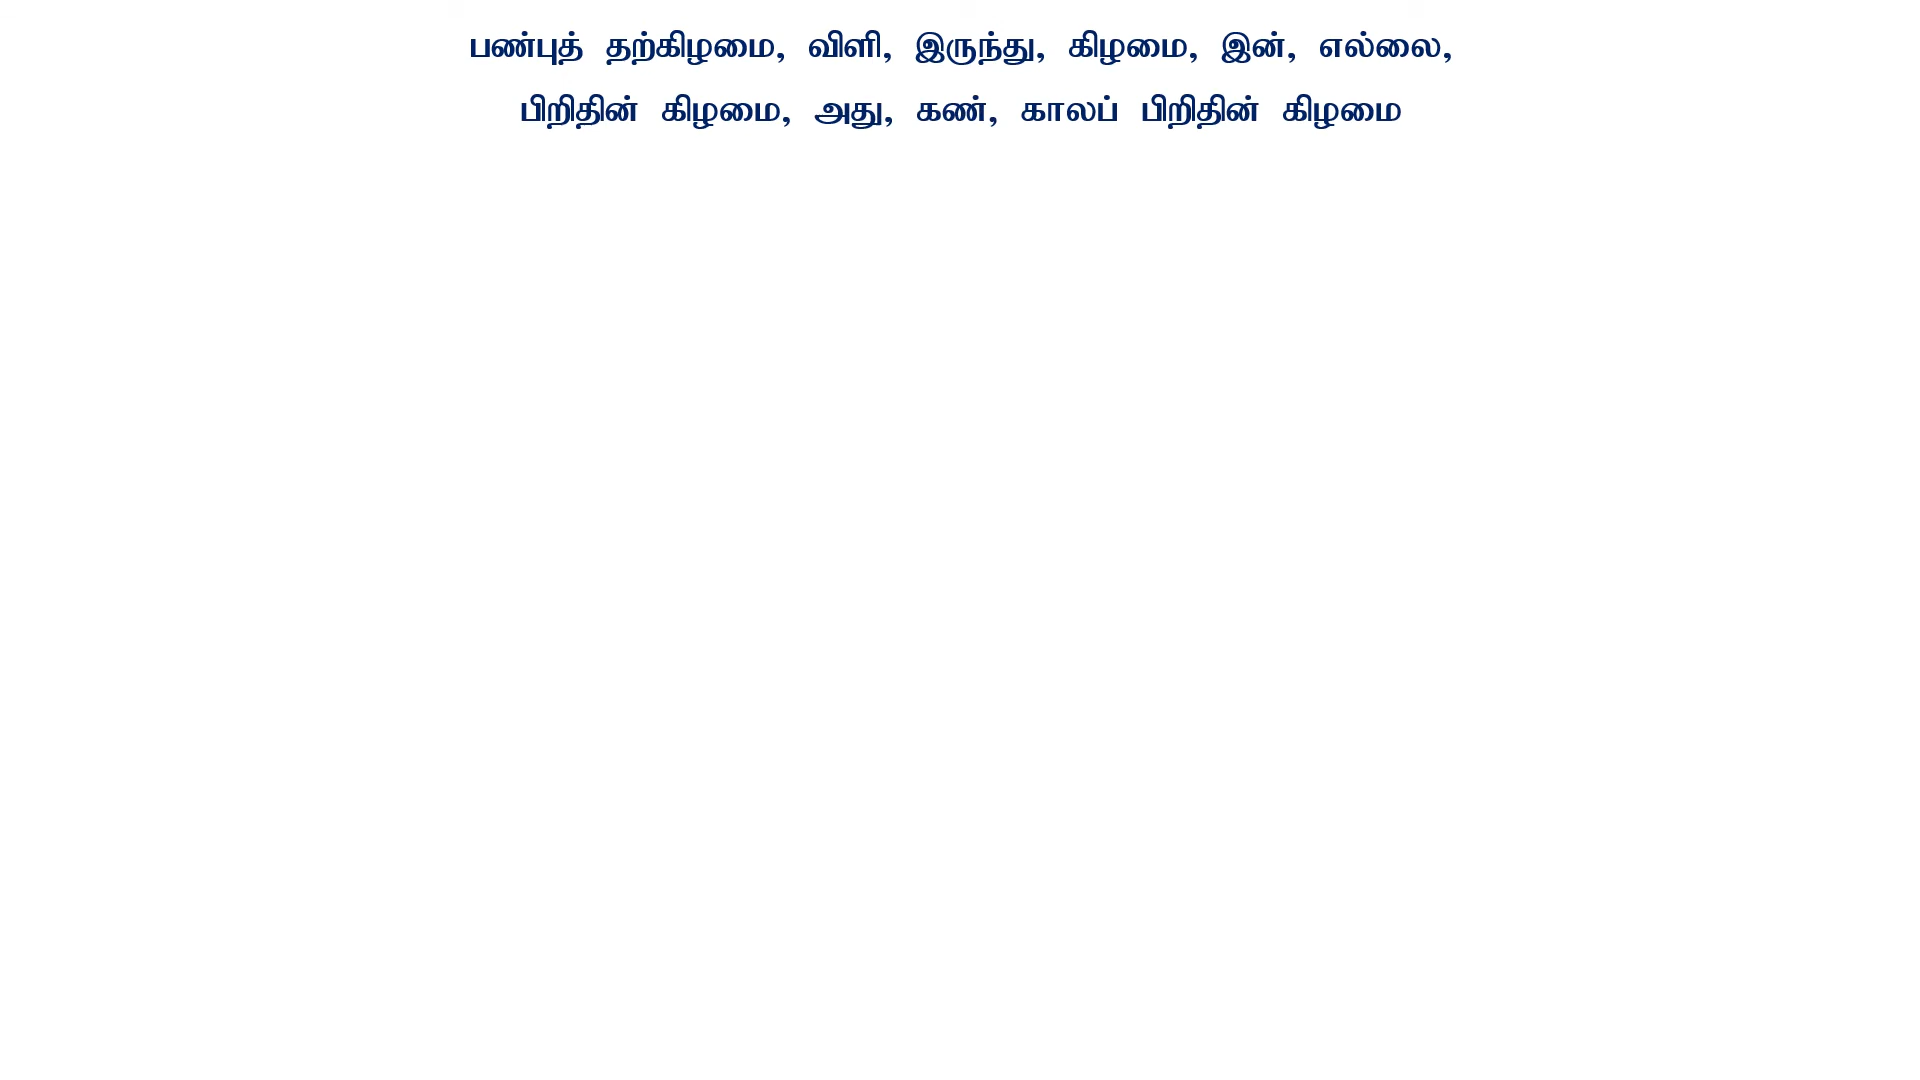 பண்புத் தற்கிழமை, விளி, இருந்து, கிழமை, இன், எல்லை,
பிறிதின் கிழமை, அது, கண், காலப் பிறிதின் கிழமை